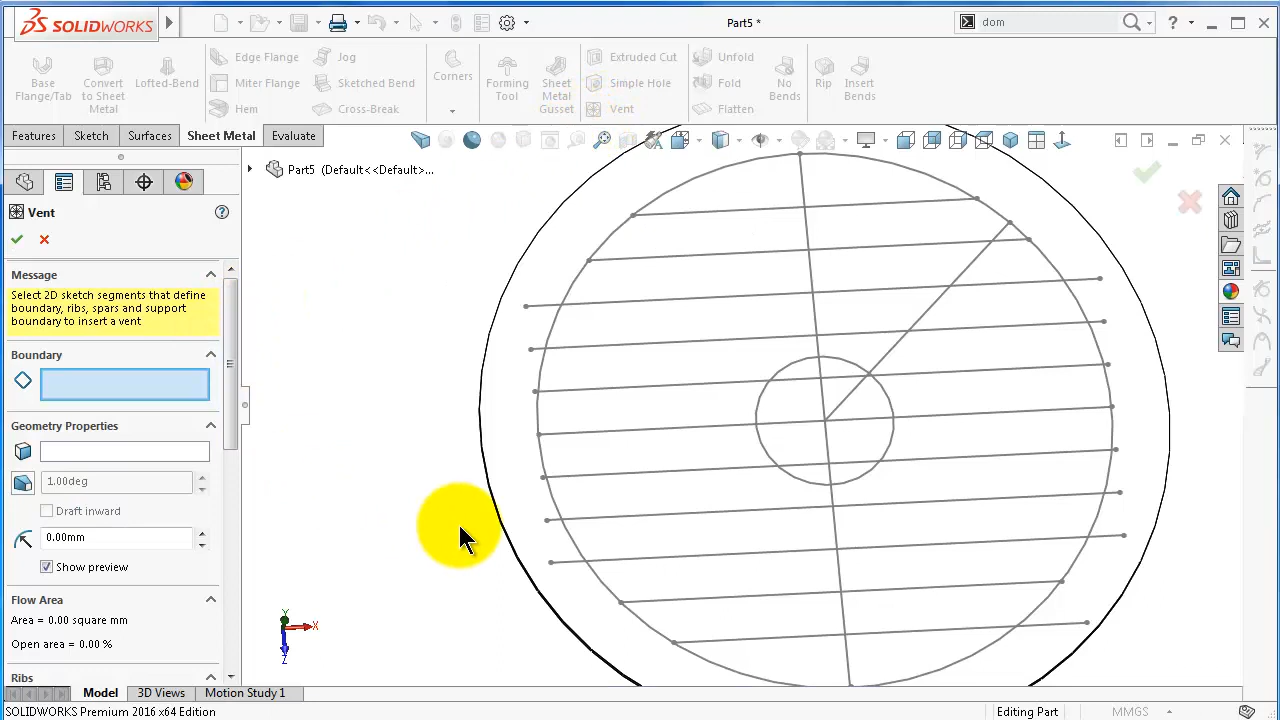 SOLIDWORKS
Part5 *
dom
?
Base Flange/Tab
Convert to Sheet Metal
Lofted-Bend
Edge Flange
Miter Flange
Hem
Jog
Sketched Bend
Cross-Break
Corners
Forming Tool
Sheet Metal Gusset
Extruded Cut
Simple Hole
Vent
Unfold
Fold
Flatten
No Bends
Rip
Insert Bends
Features
Sketch
Surfaces
Sheet Metal
Evaluate
Part5 (Default<<Default>...
Vent
?
Message
Select 2D sketch segments that define
boundary, ribs, spars and support
boundary to insert a vent
Boundary
Geometry Properties
1.00deg
Draft inward
0.00mm
Show preview
Flow Area
Area = 0.00 square mm
Open area = 0.00 %
Ribs
Y
X
Z
Model
3D Views
Motion Study 1
SOLIDWORKS Premium 2016 x64 Edition
Editing Part
MMGS